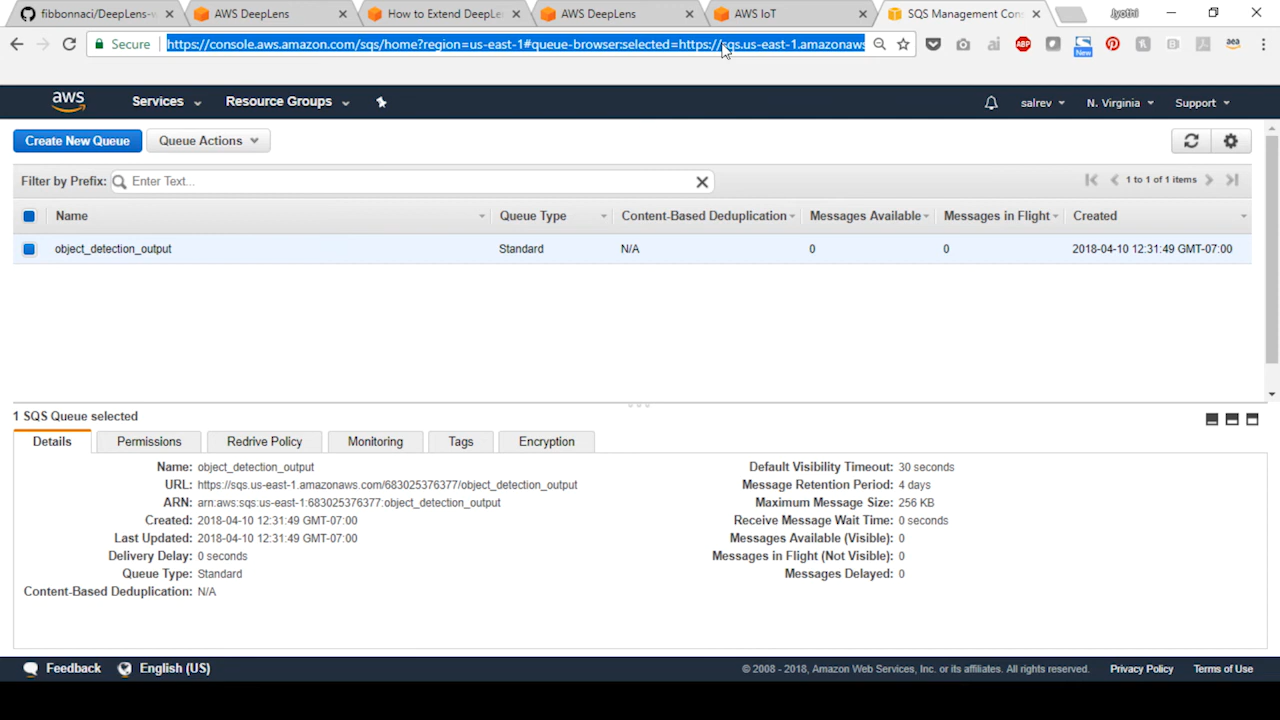 fibbonnaci/DeepLens-
AWS DeepLens
How to Extend DeepLe
AWS DeepLens
AWS IoT
SQS Management Con
Jyothi
Secure
https://console.aws.amazon.com/sqs/home?region=us-east-1#queue-browser:selected=https://sqs.us-east-1.amazonaws
ai
ABP
New
aea
aws
Services
Resource Groups
salrev
N. Virginia
Support
Create New Queue
Queue Actions
Filter by Prefix:
Enter Text...
1 to 1 of 1 items
Name
Queue Type
Content-Based Deduplication
Messages Available
Messages in Flight
Created
object_detection_output
Standard
N/A
0
0
2018-04-10 12:31:49 GMT-07:00
1 SQS Queue selected
Details
Permissions
Redrive Policy
Monitoring
Tags
Encryption
Name: object_detection_output
URL: https://sqs.us-east-1.amazonaws.com/683025376377/object_detection_output
ARN: arn:aws:sqs:us-east-1:683025376377:object_detection_output
Created: 2018-04-10 12:31:49 GMT-07:00
Last Updated: 2018-04-10 12:31:49 GMT-07:00
Delivery Delay: 0 seconds
Queue Type: Standard
Content-Based Deduplication: N/A
Default Visibility Timeout: 30 seconds
Message Retention Period: 4 days
Maximum Message Size: 256 KB
Receive Message Wait Time: 0 seconds
Messages Available (Visible): 0
Messages in Flight (Not Visible): 0
Messages Delayed: 0
Feedback
English (US)
© 2008 - 2018, Amazon Web Services, Inc. or its affiliates. All rights reserved.
Privacy Policy
Terms of Use